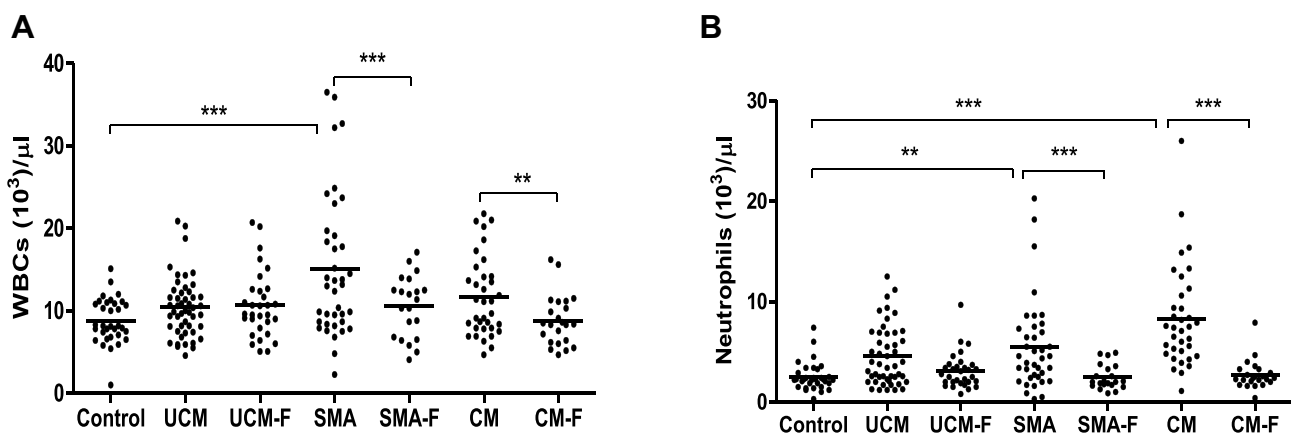 A
WBCs (10³)/µl
40
30
20
10
0
***
***
**
Control UCM UCM-F SMA SMA-F CM CM-F
B
Neutrophils (10³)/µl
30
20
10
0
***
***
**
***
Control UCM UCM-F SMA SMA-F CM CM-F